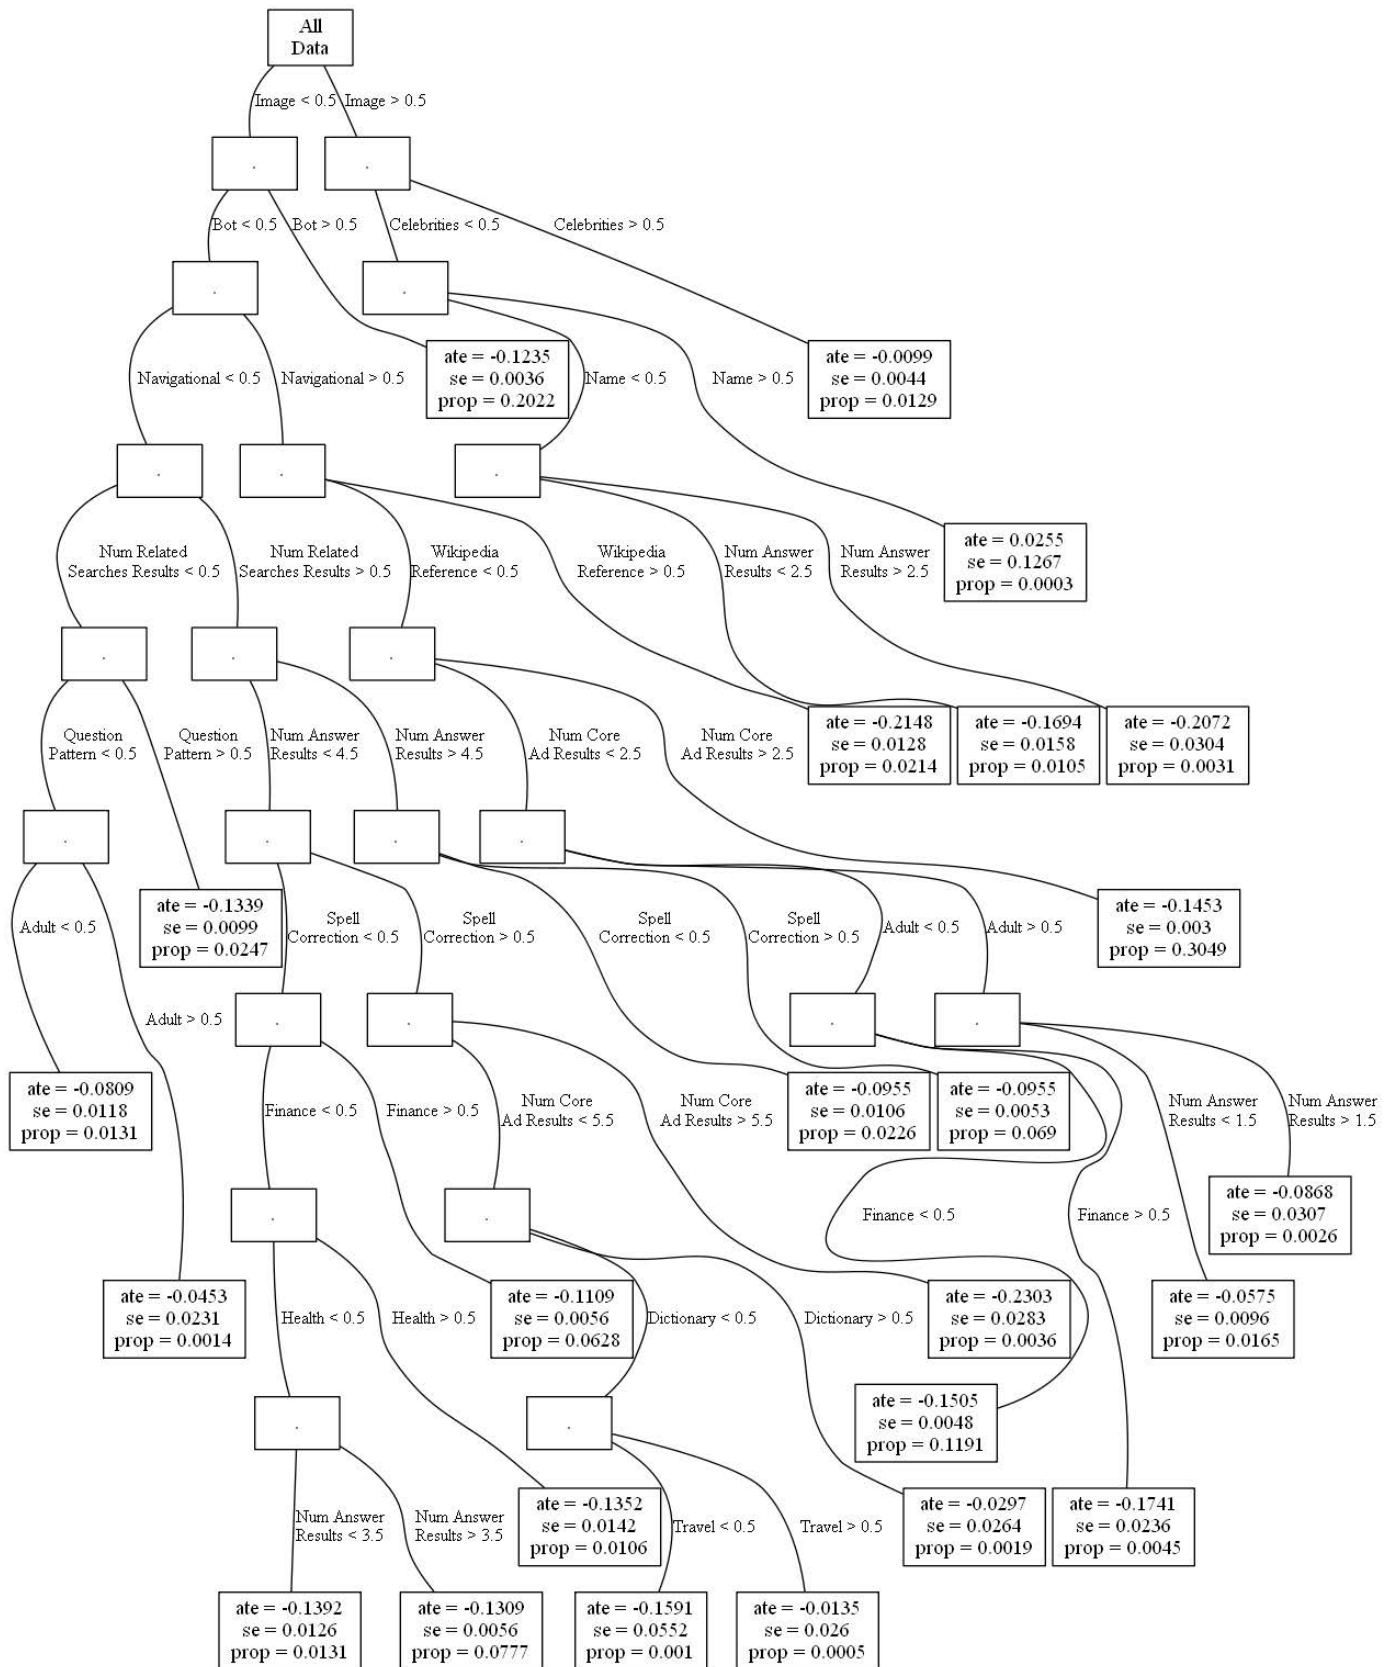 All
Data
Image < 0.5
Image > 0.5
.
.
Bot < 0.5
Bot > 0.5
Celebrities < 0.5
Celebrities > 0.5
.
.
ate = -0.1235
se = 0.0036
prop = 0.2022
ate = -0.0099
se = 0.0044
prop = 0.0129
Navigational < 0.5
Navigational > 0.5
Name < 0.5
Name > 0.5
.
.
.
ate = 0.0255
se = 0.1267
prop = 0.0003
Num Related
Searches Results < 0.5
Num Related
Searches Results > 0.5
Wikipedia
Reference < 0.5
Wikipedia
Reference > 0.5
Num Answer
Results < 2.5
Num Answer
Results > 2.5
.
.
.
ate = -0.2148
se = 0.0128
prop = 0.0214
ate = -0.1694
se = 0.0158
prop = 0.0105
ate = -0.2072
se = 0.0304
prop = 0.0031
Question
Pattern < 0.5
Question
Pattern > 0.5
Num Answer
Results < 4.5
Num Answer
Results > 4.5
Num Core
Ad Results < 2.5
Num Core
Ad Results > 2.5
.
.
.
.
ate = -0.1339
se = 0.0099
prop = 0.0247
ate = -0.1453
se = 0.003
prop = 0.3049
Adult < 0.5
Adult > 0.5
Spell
Correction < 0.5
Spell
Correction > 0.5
Spell
Correction < 0.5
Spell
Correction > 0.5
Adult < 0.5
Adult > 0.5
.
.
.
.
ate = -0.0809
se = 0.0118
prop = 0.0131
ate = -0.0955
se = 0.0106
prop = 0.0226
ate = -0.0955
se = 0.0053
prop = 0.069
Finance < 0.5
Finance > 0.5
Num Core
Ad Results < 5.5
Num Core
Ad Results > 5.5
Num Answer
Results < 1.5
Num Answer
Results > 1.5
.
.
Finance < 0.5
Finance > 0.5
ate = -0.0868
se = 0.0307
prop = 0.0026
ate = -0.0453
se = 0.0231
prop = 0.0014
Health < 0.5
Health > 0.5
ate = -0.1109
se = 0.0056
prop = 0.0628
Dictionary < 0.5
Dictionary > 0.5
ate = -0.2303
se = 0.0283
prop = 0.0036
ate = -0.0575
se = 0.0096
prop = 0.0165
.
.
ate = -0.1505
se = 0.0048
prop = 0.1191
Num Answer
Results < 3.5
Num Answer
Results > 3.5
ate = -0.1352
se = 0.0142
prop = 0.0106
Travel < 0.5
Travel > 0.5
ate = -0.0297
se = 0.0264
prop = 0.0019
ate = -0.1741
se = 0.0236
prop = 0.0045
ate = -0.1392
se = 0.0126
prop = 0.0131
ate = -0.1309
se = 0.0056
prop = 0.0777
ate = -0.1591
se = 0.0552
prop = 0.001
ate = -0.0135
se = 0.026
prop = 0.0005